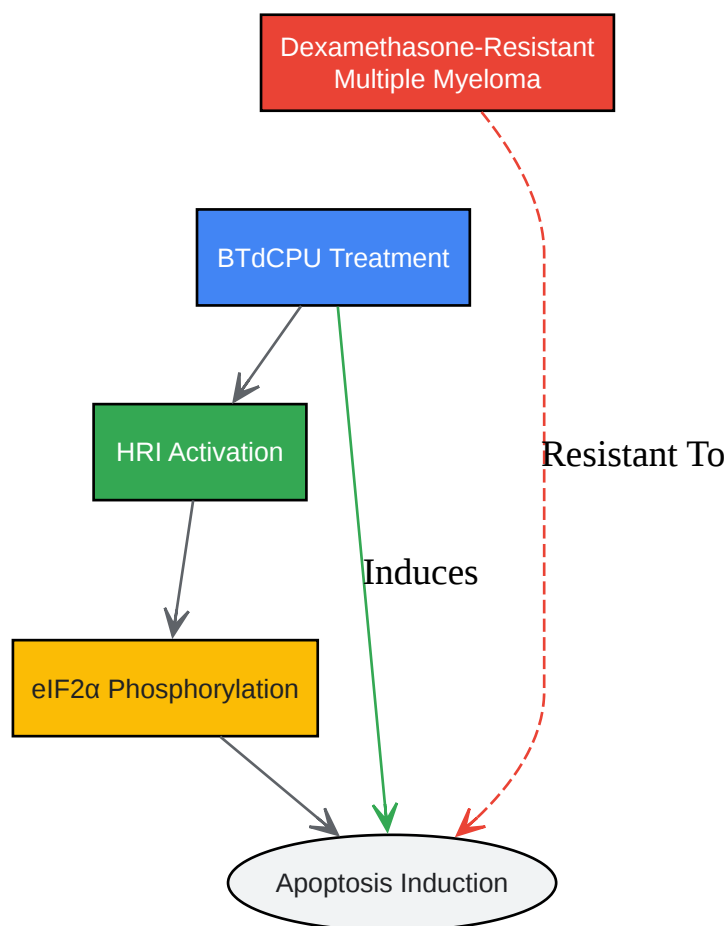 Dexamethasone-Resistant
Multiple Myeloma
BTdCPU Treatment
HRI Activation
Resistant To
Induces
eIF2α Phosphorylation
Apoptosis Induction